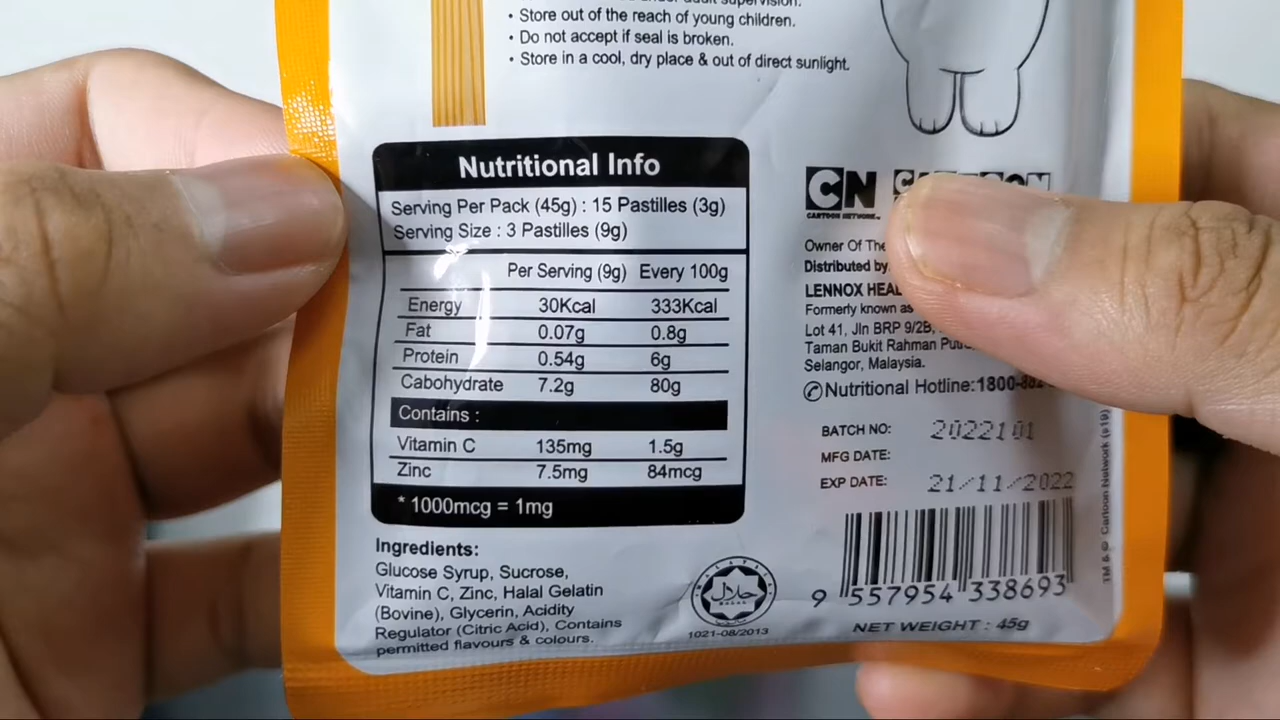 • Store out of the reach of young children.
• Do not accept if seal is broken.
• Store in a cool, dry place & out of direct sunlight.
Nutritional Info
Serving Per Pack (45g) : 15 Pastilles (3g)
Serving Size : 3 Pastilles (9g)
Per Serving (9g) Every 100g
Energy 30Kcal 333Kcal
Fat 0.07g 0.8g
Protein 0.54g 6g
Cabohydrate 7.2g 80g
Contains :
Vitamin C 135mg 1.5g
Zinc 7.5mg 84mcg
* 1000mcg = 1mg
Ingredients:
Glucose Syrup, Sucrose,
Vitamin C, Zinc, Halal Gelatin
(Bovine), Glycerin, Acidity
Regulator (Citric Acid), Contains
permitted flavours & colours.
CN
CARTOON NETWORK
Owner Of The
Distributed by
LENNOX
Formerly known as
Lot 41, Jln BRP 9/2B,
Taman Bukit Rahman
Selangor, Malaysia.
Nutritional Hotline:1800-
BATCH NO: 2022101
MFG DATE:
EXP DATE: 21/11/2022
9 557954 338693
NET WEIGHT : 45g
MALAYSIA
حلال
HALAL
1021-08/2013
TM & © Cartoon Network (s19)